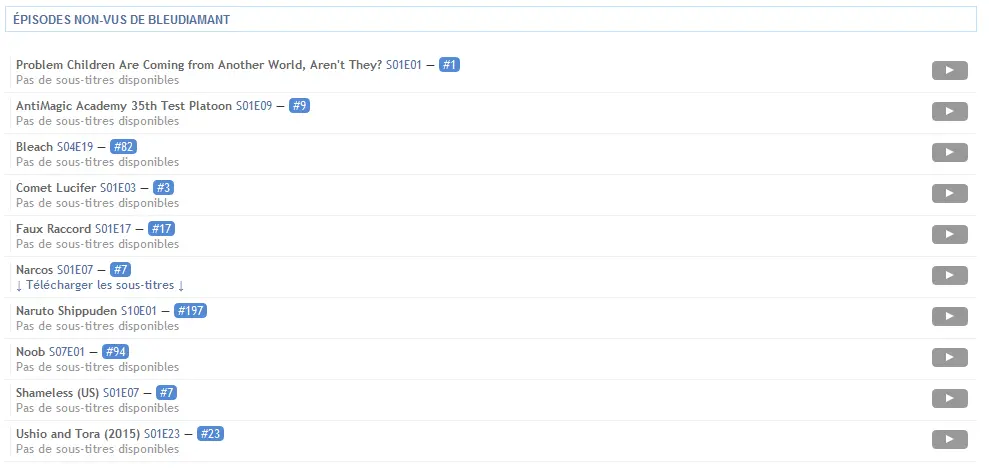 ÉPISODES NON-VUS DE BLEUDIAMANT
Problem Children Are Coming from Another World, Aren't They? S01E01 — #1
Pas de sous-titres disponibles
AntiMagic Academy 35th Test Platoon S01E09 — #9
Pas de sous-titres disponibles
Bleach S04E19 — #82
Pas de sous-titres disponibles
Comet Lucifer S01E03 — #3
Pas de sous-titres disponibles
Faux Raccord S01E17 — #17
Pas de sous-titres disponibles
Narcos S01E07 — #7
↓ Télécharger les sous-titres ↓
Naruto Shippuden S10E01 — #197
Pas de sous-titres disponibles
Noob S07E01 — #94
Pas de sous-titres disponibles
Shameless (US) S01E07 — #7
Pas de sous-titres disponibles
Ushio and Tora (2015) S01E23 — #23
Pas de sous-titres disponibles